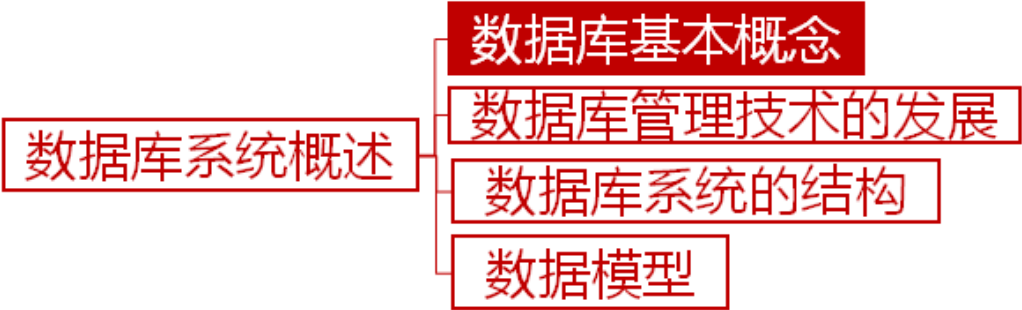 数据库系统概述
数据库基本概念
数据库管理技术的发展
数据库系统的结构
数据模型